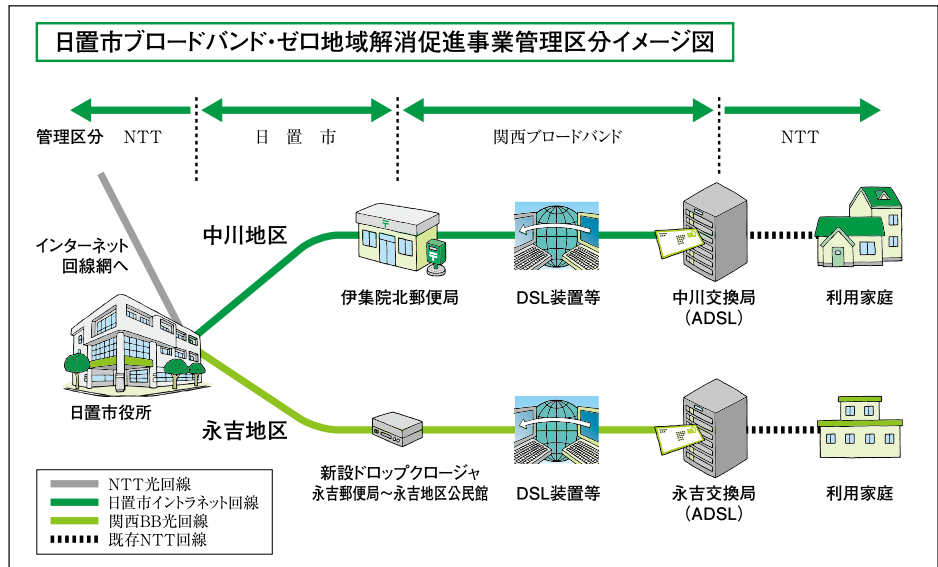 日置市ブロードバンド・ゼロ地域解消促進事業管理区分イメージ図
管理区分 NTT 日置市 関西ブロードバンド NTT
インターネット
回線網へ
中川地区
伊集院北郵便局 DSL装置等 中川交換局 利用家庭
(ADSL)
日置市役所
永吉地区
新設ドロップクロージャ
永吉郵便局～永吉地区公民館 DSL装置等 永吉交換局 利用家庭
(ADSL)
NTT光回線
日置市イントラネット回線
関西BB光回線
既存NTT回線